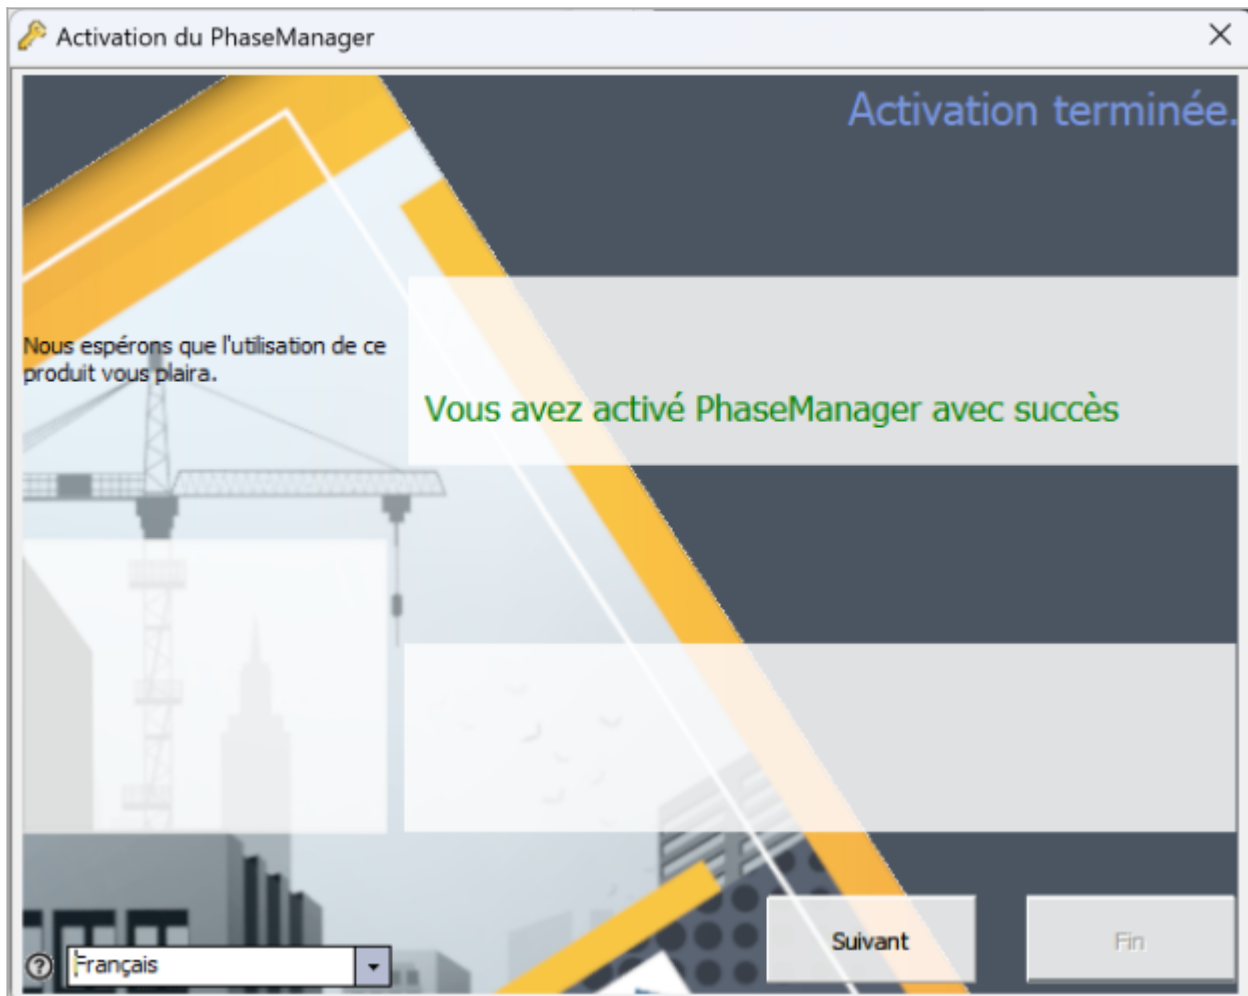 Activation du PhaseManager
Activation terminée.
Nous espérons que l'utilisation de ce
produit vous plaira.
Vous avez activé PhaseManager avec succès
Suivant
Fin
?
Français